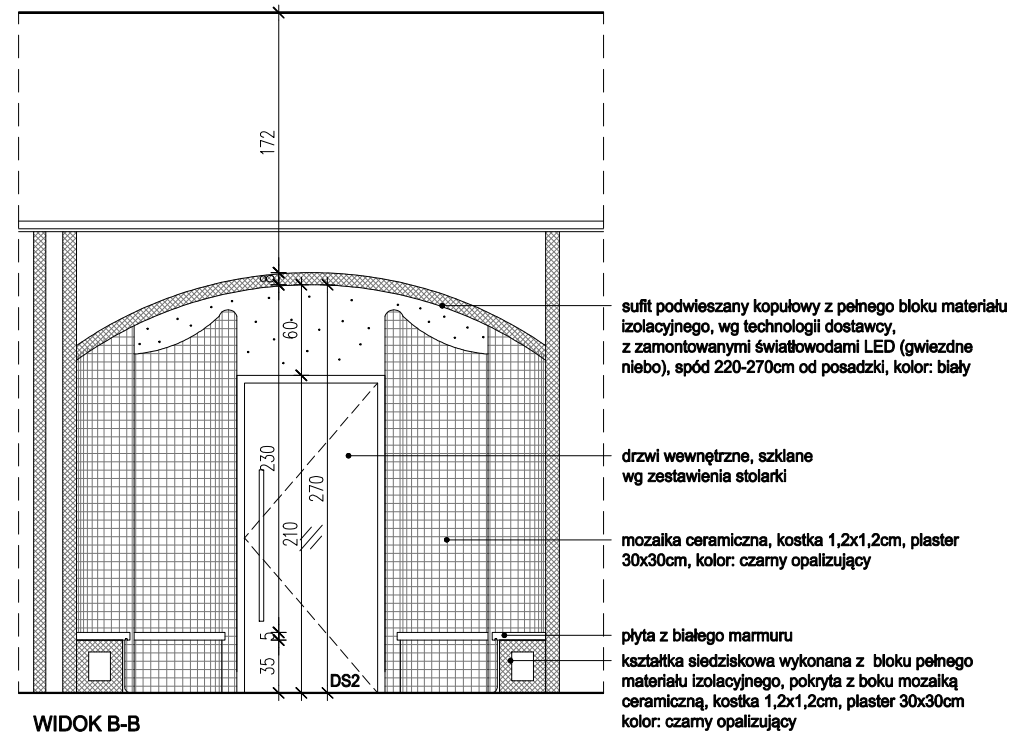 172
60
230
270
210
5
35
DS2
sufit podwieszany kopułowy z pełnego bloku materiału
izolacyjnego, wg technologii dostawcy,
z zamontowanymi światłowodami LED (gwiezdne
niebo), spód 220-270cm od posadzki, kolor: biały
drzwi wewnętrzne, szklane
wg zestawienia stolarki
mozaika ceramiczna, kostka 1,2x1,2cm, plaster
30x30cm, kolor: czarny opalizujący
płyta z białego marmuru
kształtka siedziskowa wykonana z bloku pełnego
materiału izolacyjnego, pokryta z boku mozaiką
ceramiczną, kostka 1,2x1,2cm, plaster 30x30cm
kolor: czarny opalizujący
WIDOK B-B